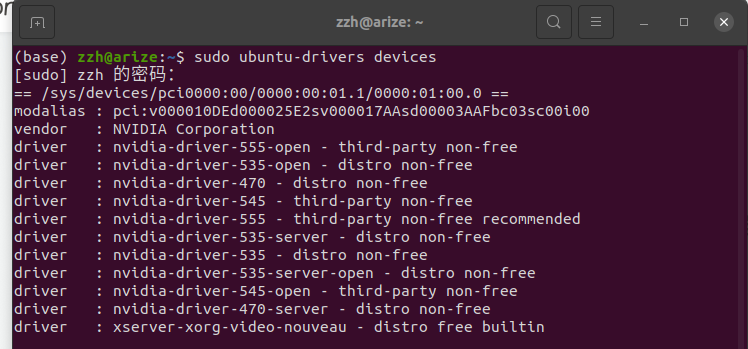 zzh@arize: ~
(base) zzh@arize:~$ sudo ubuntu-drivers devices
[sudo] zzh 的密码：
== /sys/devices/pci0000:00/0000:00:01.1/0000:01:00.0 ==
modalias : pci:v000010DEd000025E2sv000017AAsd00003AAFbc03sc00i00
vendor   : NVIDIA Corporation
driver   : nvidia-driver-555-open - third-party non-free
driver   : nvidia-driver-535-open - distro non-free
driver   : nvidia-driver-470 - distro non-free
driver   : nvidia-driver-545 - third-party non-free
driver   : nvidia-driver-555 - third-party non-free recommended
driver   : nvidia-driver-535-server - distro non-free
driver   : nvidia-driver-535 - distro non-free
driver   : nvidia-driver-535-server-open - distro non-free
driver   : nvidia-driver-545-open - third-party non-free
driver   : nvidia-driver-470-server - distro non-free
driver   : xserver-xorg-video-nouveau - distro free builtin